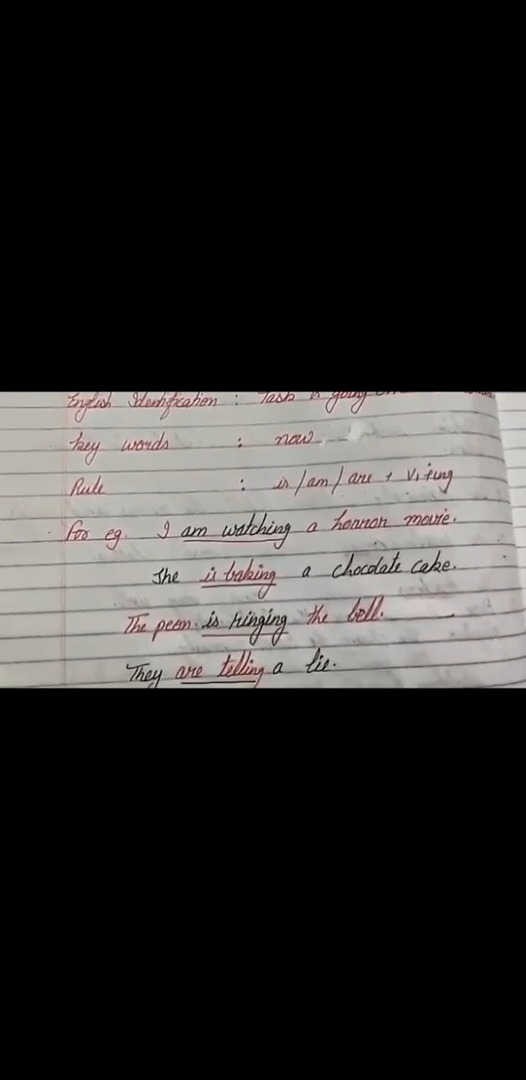 English Identification : Task is going
key words : now
Rule : is/am/are + V1+ing
For eg. I am watching a horror movie.
She is baking a chocolate cake.
The peon is ringing the bell.
They are telling a lie.